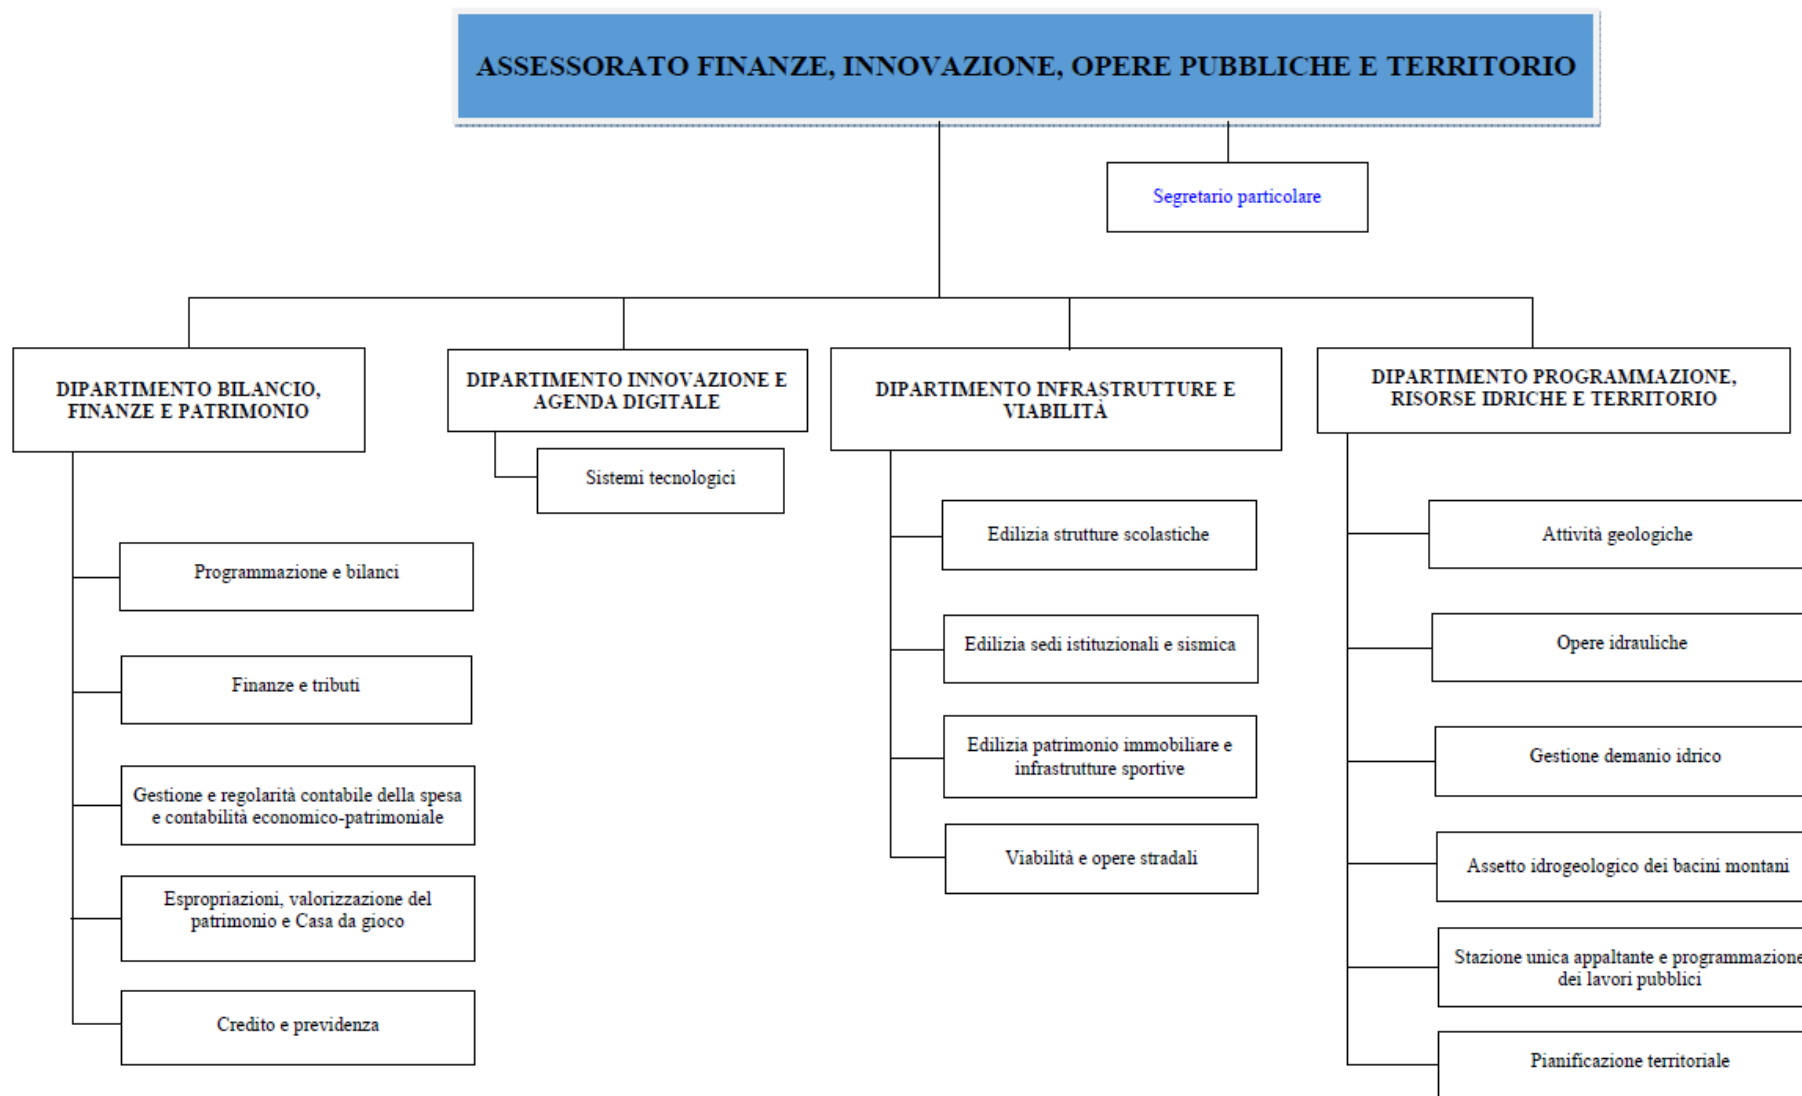 ASSESSORATO FINANZE, INNOVAZIONE, OPERE PUBBLICHE E TERRITORIO
Segretario particolare
DIPARTIMENTO BILANCIO,
FINANZE E PATRIMONIO
Programmazione e bilanci
Finanze e tributi
Gestione e regolarità contabile della spesa
e contabilità economico-patrimoniale
Espropriazioni, valorizzazione del
patrimonio e Casa da gioco
Credito e previdenza
DIPARTIMENTO INNOVAZIONE E
AGENDA DIGITALE
Sistemi tecnologici
DIPARTIMENTO INFRASTRUTTURE E
VIABILITÀ
Edilizia strutture scolastiche
Edilizia sedi istituzionali e sismica
Edilizia patrimonio immobiliare e
infrastrutture sportive
Viabilità e opere stradali
DIPARTIMENTO PROGRAMMAZIONE,
RISORSE IDRICHE E TERRITORIO
Attività geologiche
Opere idrauliche
Gestione demanio idrico
Assetto idrogeologico dei bacini montani
Stazione unica appaltante e programmazione
dei lavori pubblici
Pianificazione territoriale